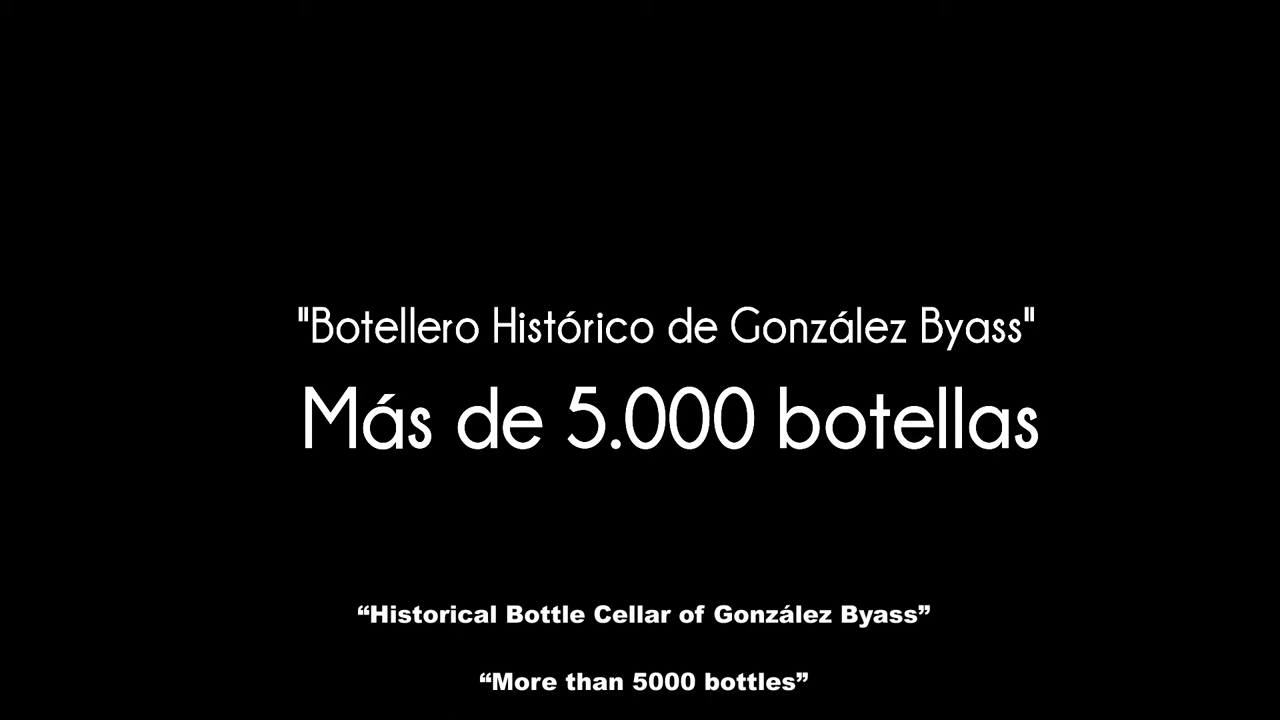 "Botellero Histórico de González Byass"
Más de 5.000 botellas
“Historical Bottle Cellar of González Byass”
“More than 5000 bottles”